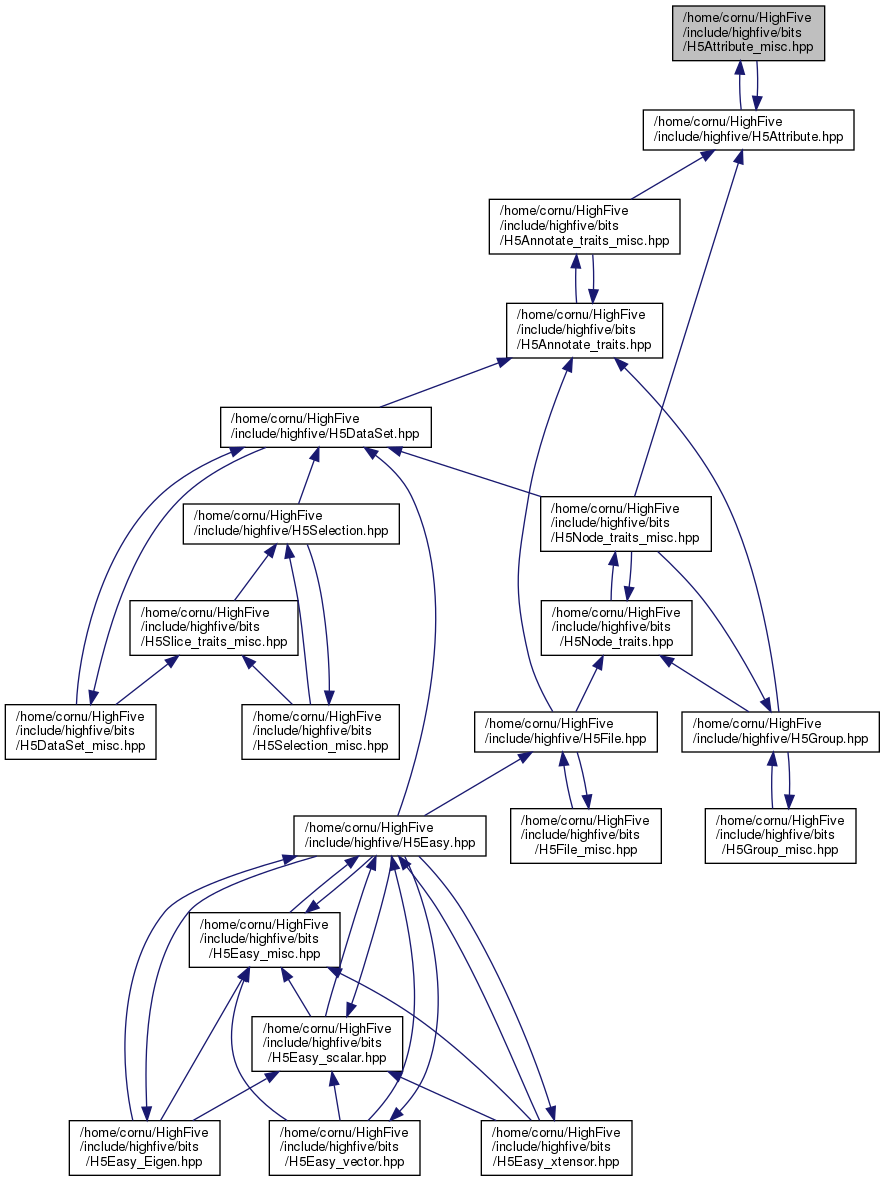 /home/cornu/HighFive
/include/highfive/bits
/H5Attribute_misc.hpp
/home/cornu/HighFive
/include/highfive/H5Attribute.hpp
/home/cornu/HighFive
/include/highfive/bits
/H5Annotate_traits_misc.hpp
/home/cornu/HighFive
/include/highfive/bits
/H5Annotate_traits.hpp
/home/cornu/HighFive
/include/highfive/H5DataSet.hpp
/home/cornu/HighFive
/include/highfive/H5Selection.hpp
/home/cornu/HighFive
/include/highfive/bits
/H5Node_traits_misc.hpp
/home/cornu/HighFive
/include/highfive/bits
/H5Slice_traits_misc.hpp
/home/cornu/HighFive
/include/highfive/bits
/H5Node_traits.hpp
/home/cornu/HighFive
/include/highfive/bits
/H5DataSet_misc.hpp
/home/cornu/HighFive
/include/highfive/bits
/H5Selection_misc.hpp
/home/cornu/HighFive
/include/highfive/H5File.hpp
/home/cornu/HighFive
/include/highfive/H5Group.hpp
/home/cornu/HighFive
/include/highfive/H5Easy.hpp
/home/cornu/HighFive
/include/highfive/bits
/H5File_misc.hpp
/home/cornu/HighFive
/include/highfive/bits
/H5Group_misc.hpp
/home/cornu/HighFive
/include/highfive/bits
/H5Easy_misc.hpp
/home/cornu/HighFive
/include/highfive/bits
/H5Easy_scalar.hpp
/home/cornu/HighFive
/include/highfive/bits
/H5Easy_Eigen.hpp
/home/cornu/HighFive
/include/highfive/bits
/H5Easy_vector.hpp
/home/cornu/HighFive
/include/highfive/bits
/H5Easy_xtensor.hpp